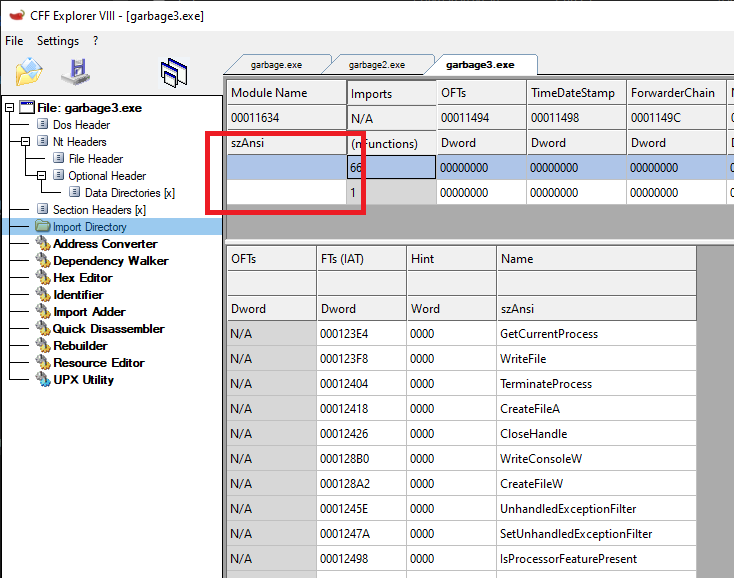 CFF Explorer VIII - [garbage3.exe]
File Settings ?
garbage.exe garbage2.exe garbage3.exe
File: garbage3.exe
Dos Header
Nt Headers
File Header
Optional Header
Data Directories [x]
Section Headers [x]
Import Directory
Address Converter
Dependency Walker
Hex Editor
Identifier
Import Adder
Quick Disassembler
Rebuilder
Resource Editor
UPX Utility
Module Name Imports OFTs TimeDateStamp ForwarderChain
00011634 N/A 00011494 00011498 0001149C
szAnsi (nFunctions) Dword Dword Dword
66 00000000 00000000 00000000
1 00000000 00000000 00000000
OFTs FTs (IAT) Hint Name
Dword Dword Word szAnsi
N/A 000123E4 0000 GetCurrentProcess
N/A 000123F8 0000 WriteFile
N/A 00012404 0000 TerminateProcess
N/A 00012418 0000 CreateFileA
N/A 00012426 0000 CloseHandle
N/A 000128B0 0000 WriteConsoleW
N/A 000128A2 0000 CreateFileW
N/A 0001245E 0000 UnhandledExceptionFilter
N/A 0001247A 0000 SetUnhandledExceptionFilter
N/A 00012498 0000 IsProcessorFeaturePresent